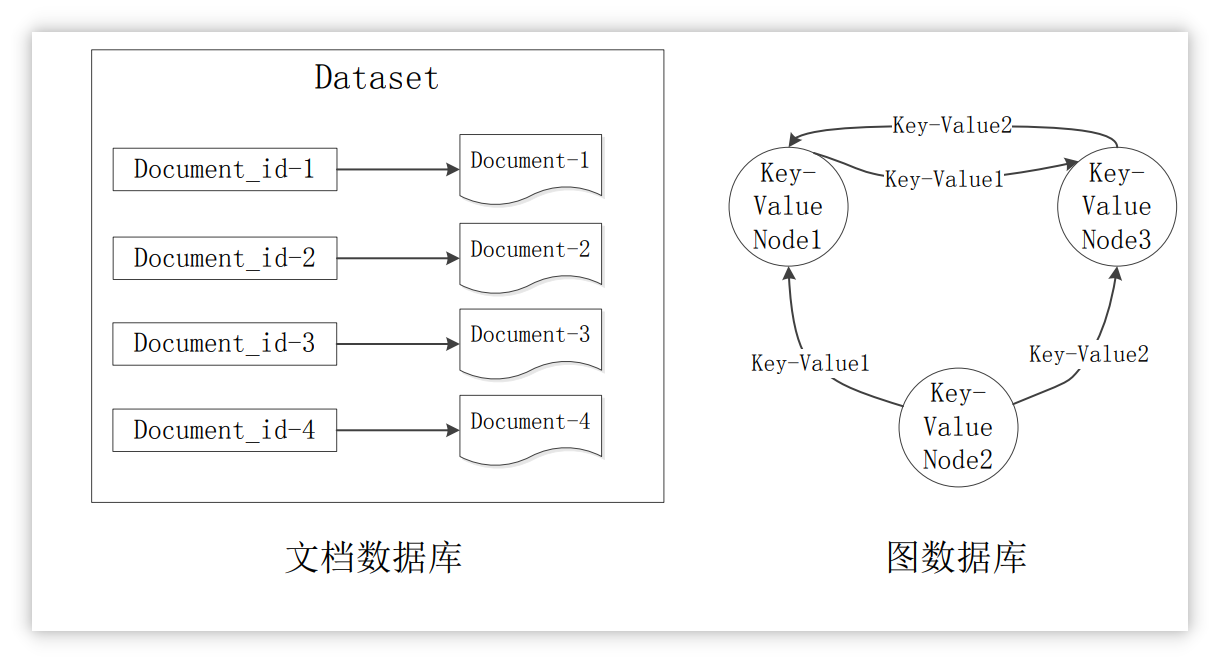 Dataset
Document_id-1
Document-1
Document_id-2
Document-2
Document_id-3
Document-3
Document_id-4
Document-4
文档数据库
Key-Value2
Key-Value1
Key-
Value
Node1
Key-
Value
Node3
Key-Value1
Key-Value2
Key-
Value
Node2
图数据库